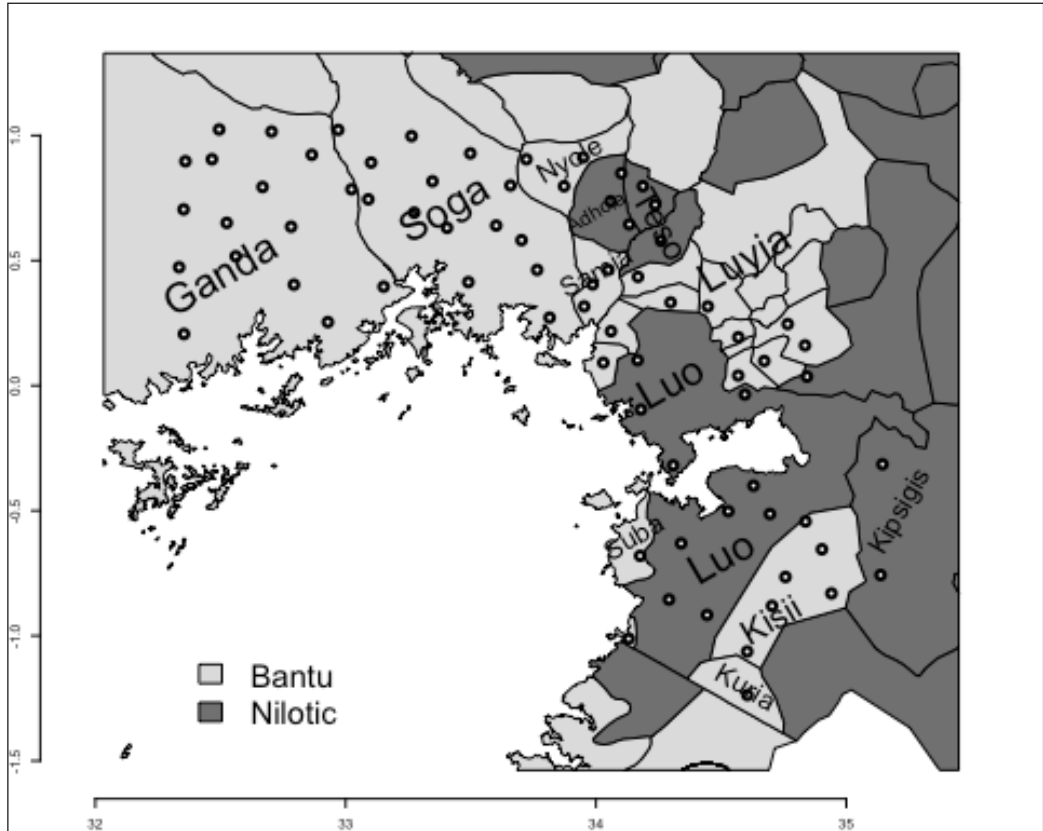 1.0
0.5
0.0
-0.5
-1.0
-1.5
Nyole
Adhola
Teso
Soga
Ganda
Samia
Luyia
Luo
Suba
Luo
Kipsigis
Kisii
Kuria
Bantu
Nilotic
32
33
34
35